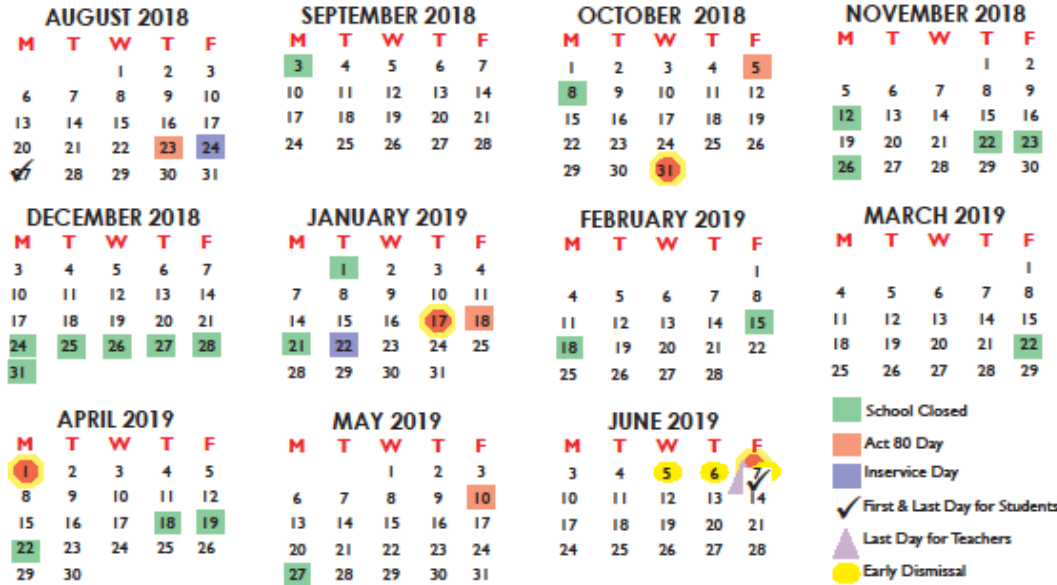 AUGUST 2018
M T W T F
1 2 3
6 7 8 9 10
13 14 15 16 17
20 21 22 23 24
27 28 29 30 31
SEPTEMBER 2018
M T W T F
3 4 5 6 7
10 11 12 13 14
17 18 19 20 21
24 25 26 27 28
OCTOBER 2018
M T W T F
1 2 3 4 5
8 9 10 11 12
15 16 17 18 19
22 23 24 25 26
29 30 31
NOVEMBER 2018
M T W T F
1 2
5 6 7 8 9
12 13 14 15 16
19 20 21 22 23
26 27 28 29 30
DECEMBER 2018
M T W T F
3 4 5 6 7
10 11 12 13 14
17 18 19 20 21
24 25 26 27 28
31
JANUARY 2019
M T W T F
1 2 3 4
7 8 9 10 11
14 15 16 17 18
21 22 23 24 25
28 29 30 31
FEBRUARY 2019
M T W T F
1
4 5 6 7 8
11 12 13 14 15
18 19 20 21 22
25 26 27 28
MARCH 2019
M T W T F
1
4 5 6 7 8
11 12 13 14 15
18 19 20 21 22
25 26 27 28 29
APRIL 2019
M T W T F
1 2 3 4 5
8 9 10 11 12
15 16 17 18 19
22 23 24 25 26
29 30
MAY 2019
M T W T F
1 2 3
6 7 8 9 10
13 14 15 16 17
20 21 22 23 24
27 28 29 30 31
JUNE 2019
M T W T F
3 4 5 6 7
10 11 12 13 14
17 18 19 20 21
24 25 26 27 28
School Closed
Act 80 Day
Inservice Day
First & Last Day for Students
Last Day for Teachers
Early Dismissal